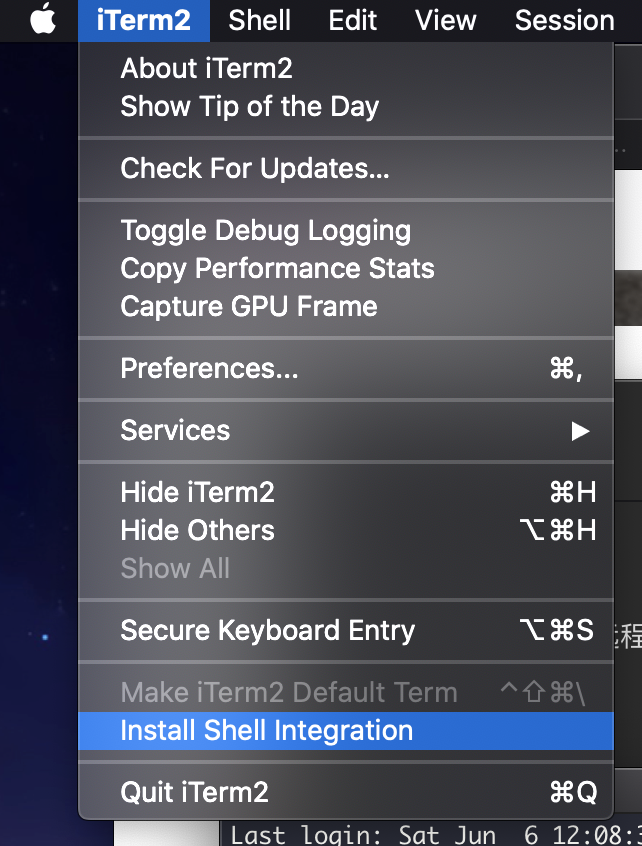 iTerm2 Shell Edit View Session
About iTerm2
Show Tip of the Day
Check For Updates...
Toggle Debug Logging
Copy Performance Stats
Capture GPU Frame
Preferences... ⌘,
Services ▶
Hide iTerm2 ⌘H
Hide Others ⌥⌘H
Show All
Secure Keyboard Entry ⌥⌘S
程
Make iTerm2 Default Term ^⇧⌘\
Install Shell Integration
Quit iTerm2 ⌘Q
Last login: Sat Jun 6 12:08: